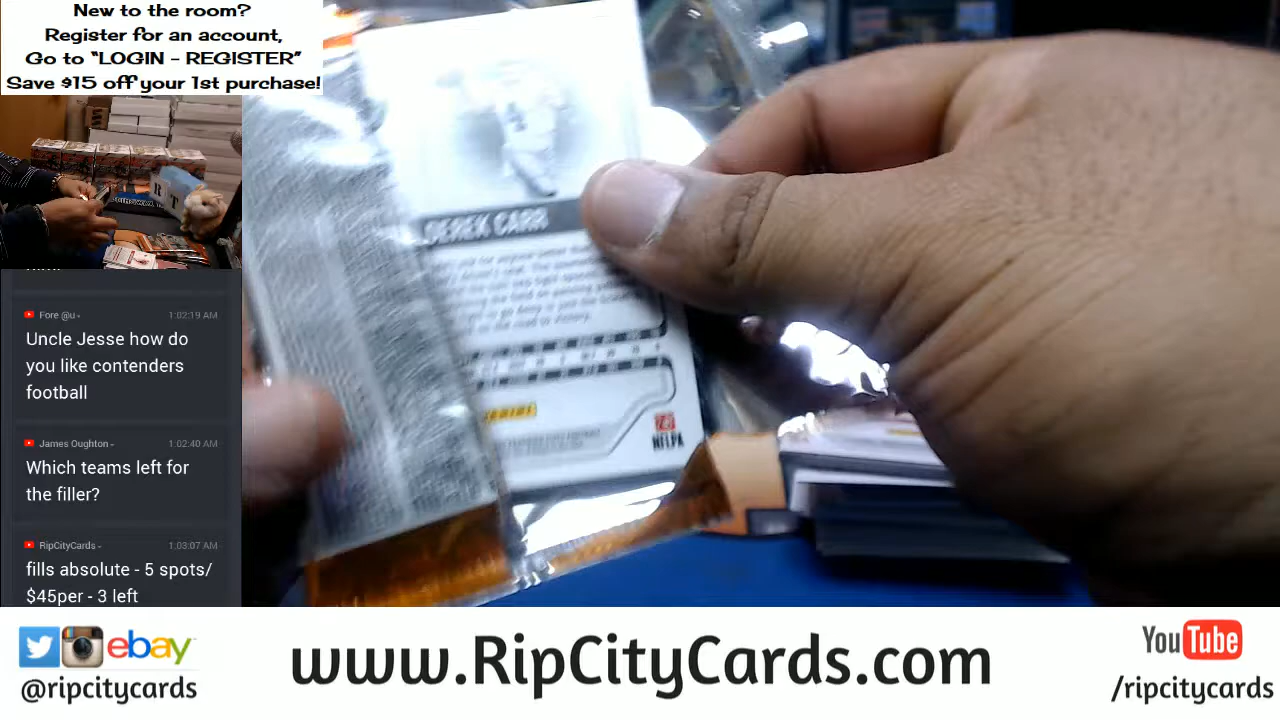 New to the room?
Register for an account,
Go to “LOGIN - REGISTER”
Save $15 off your 1st purchase!
R T
Fore @u -
1:02:19 AM
Uncle Jesse how do
you like contenders
football
James Oughton -
1:02:40 AM
Which teams left for
the filler?
RipCityCards -
1:03:07 AM
fills absolute - 5 spots/
$45per - 3 left
DEREK CARR
PANINI
NFLPA
ebay
@ripcitycards
www.RipCityCards.com
YouTube
/ripcitycards